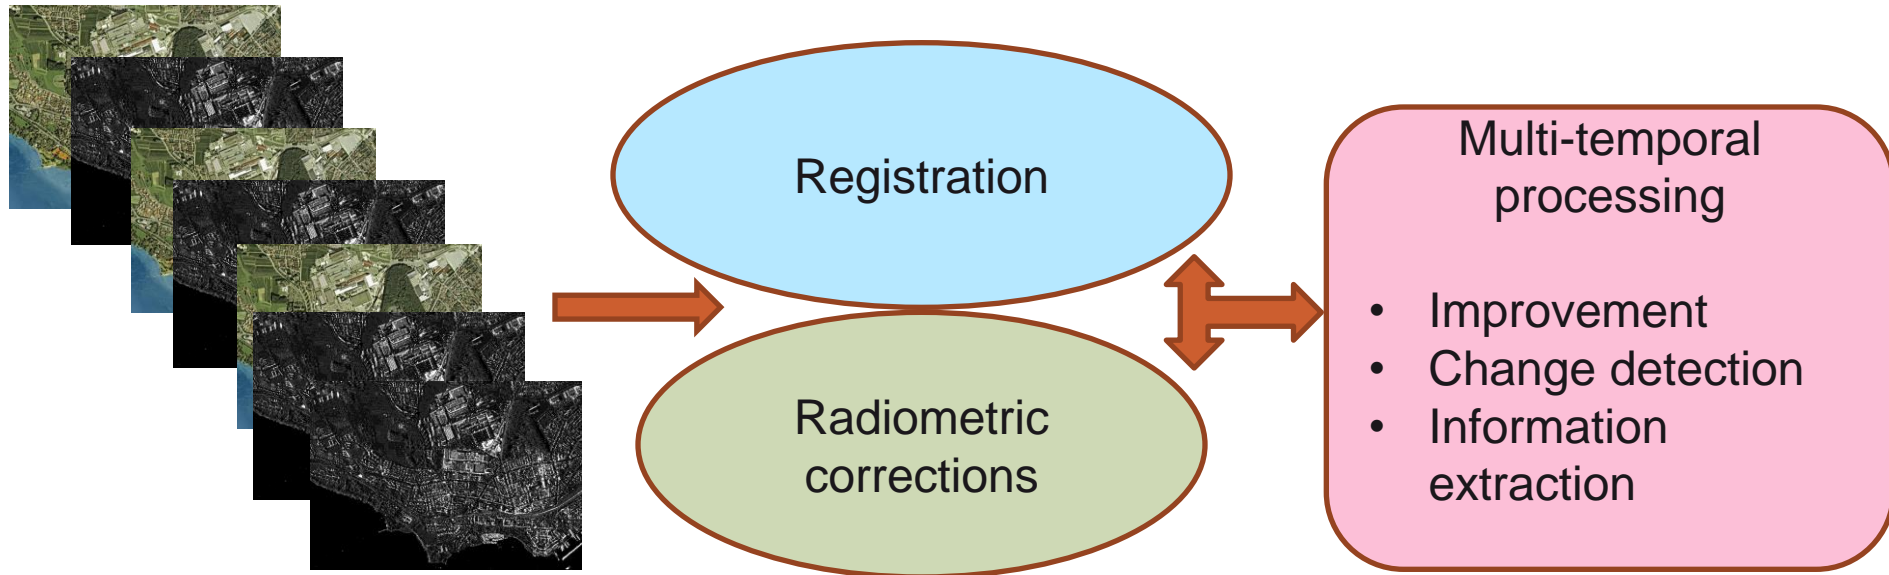 Registration
Radiometric
corrections
Multi-temporal
processing
• Improvement
• Change detection
• Information
extraction